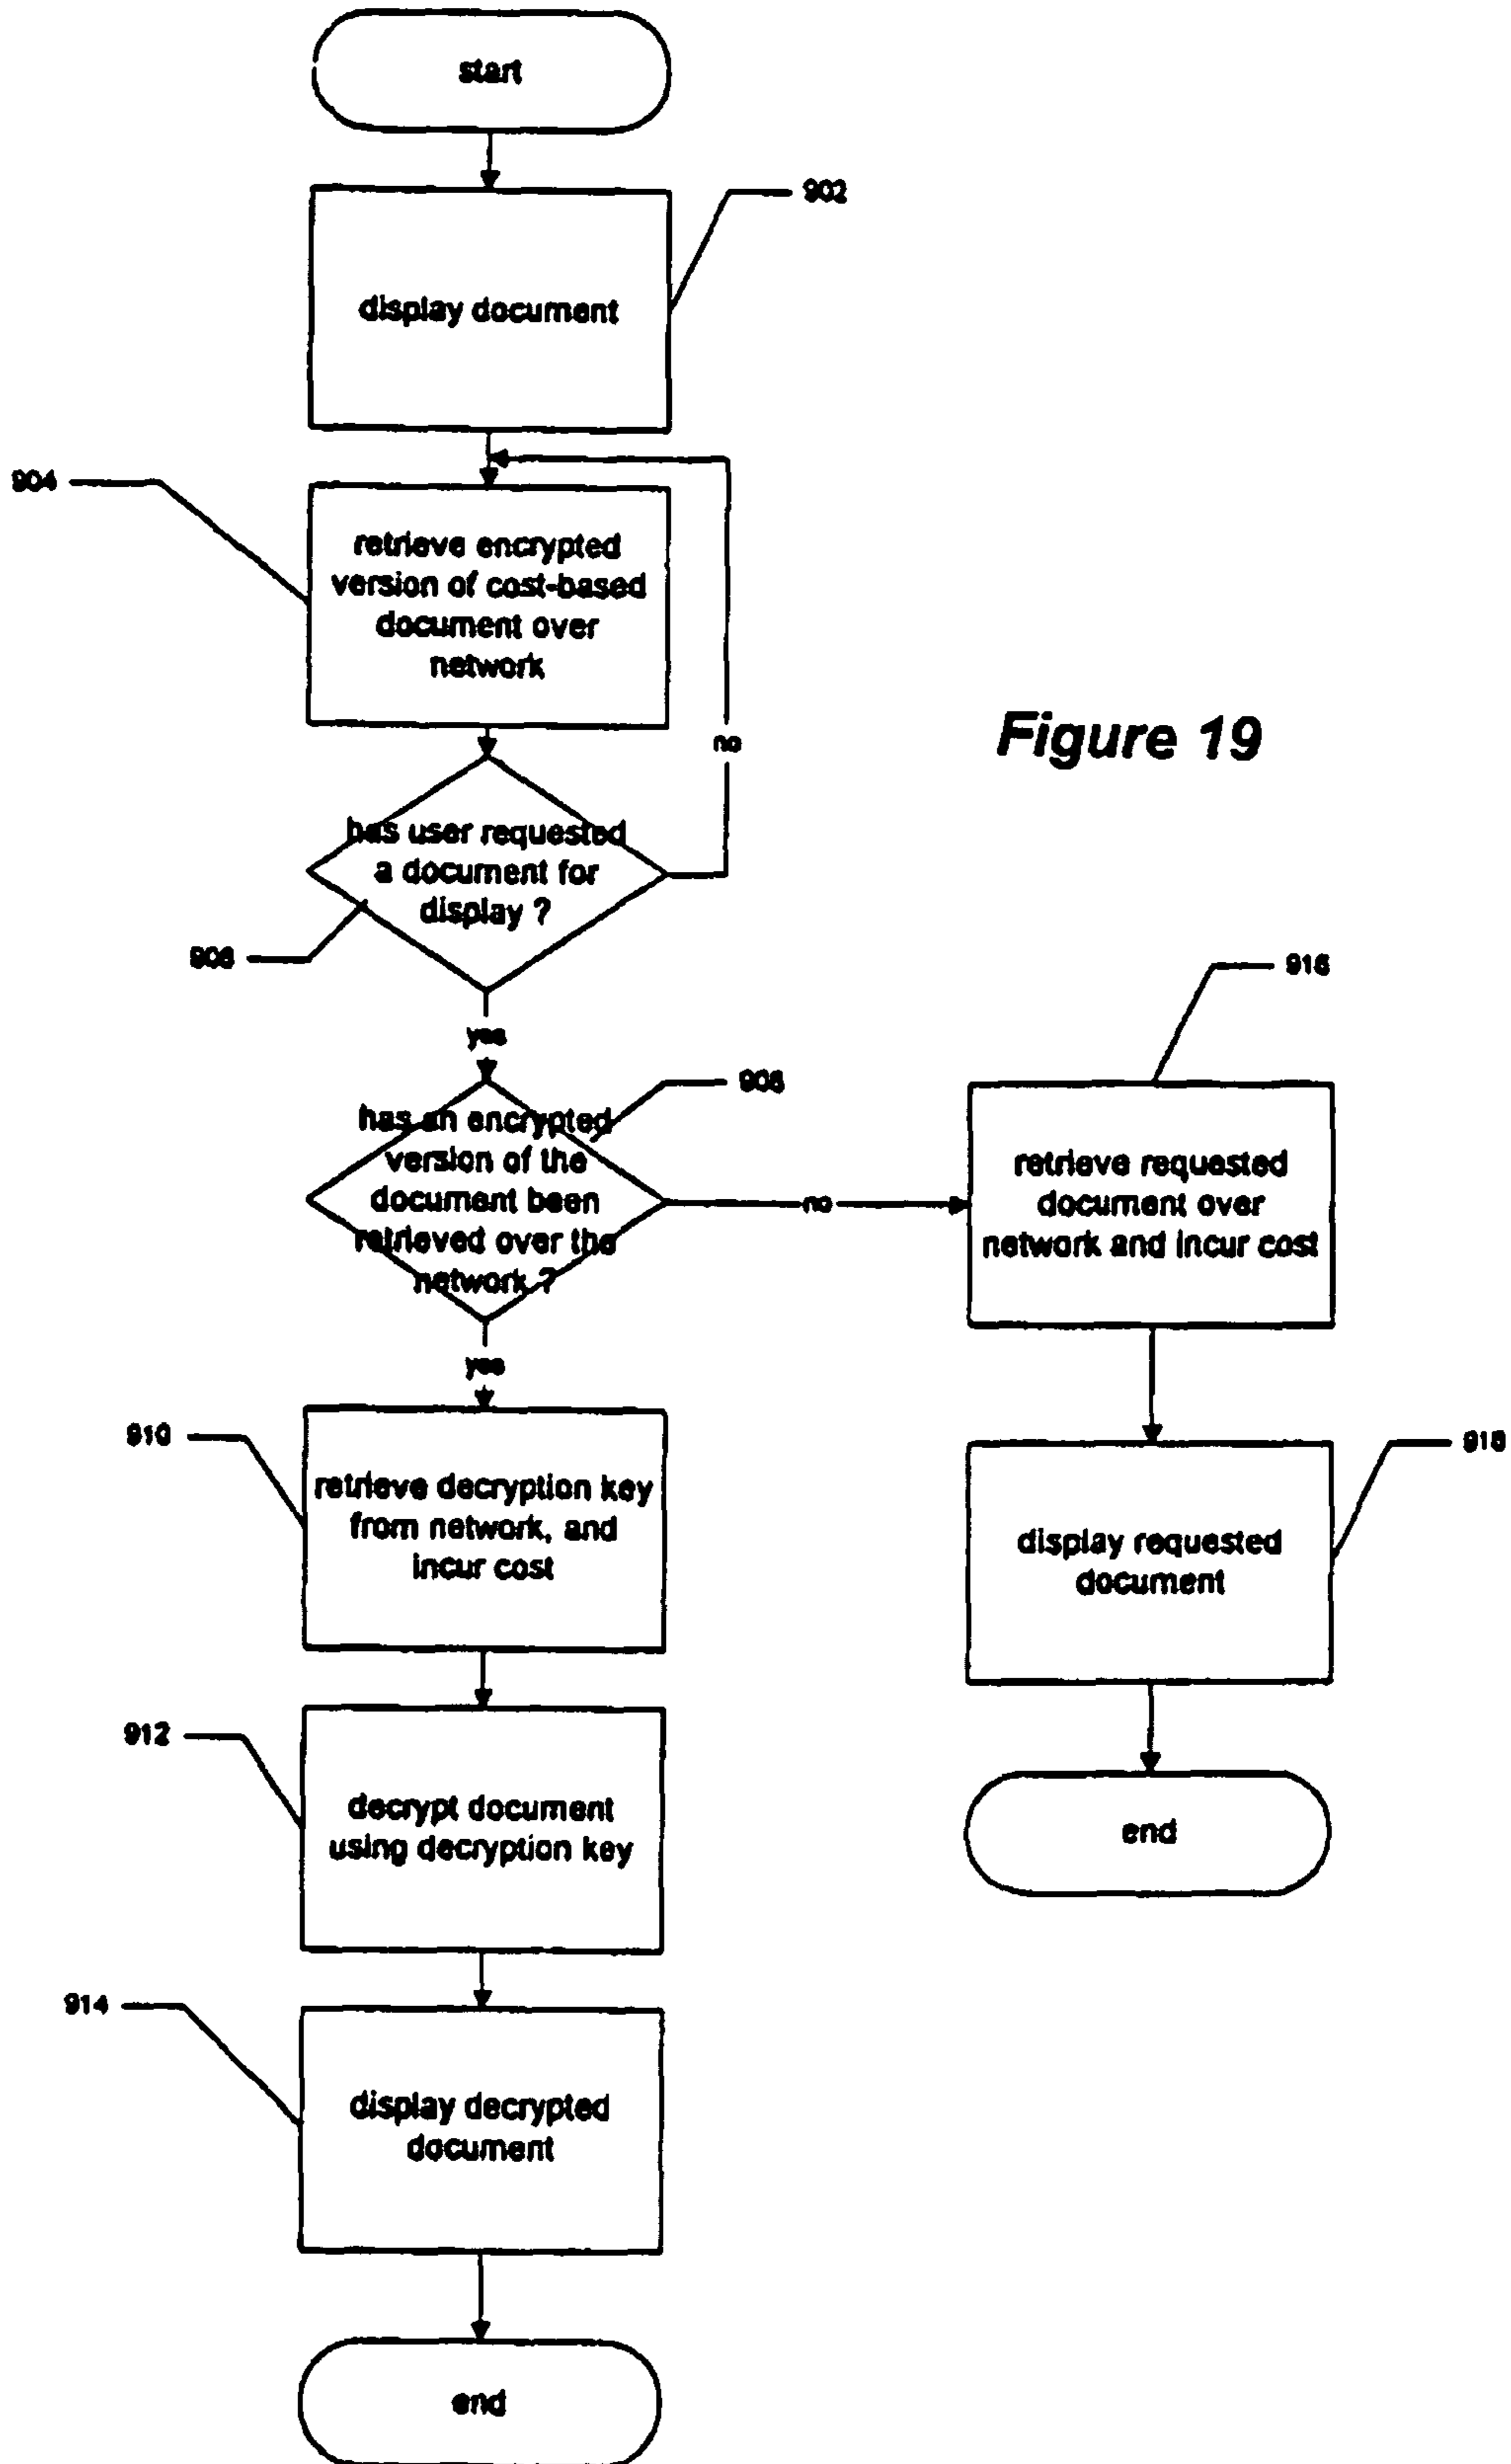 start
902
display document
904
retrieve encrypted
version of cost-based
document over
network
Figure 19
no
has user requested
a document for
display ?
906
916
yes
908
has an encrypted
version of the
document been
retrieved over the
network ?
no
retrieve requested
document over
network and incur cost
yes
910
918
retrieve decryption key
from network, and
incur cost
display requested
document
912
decrypt document
using decryption key
end
914
display decrypted
document
end